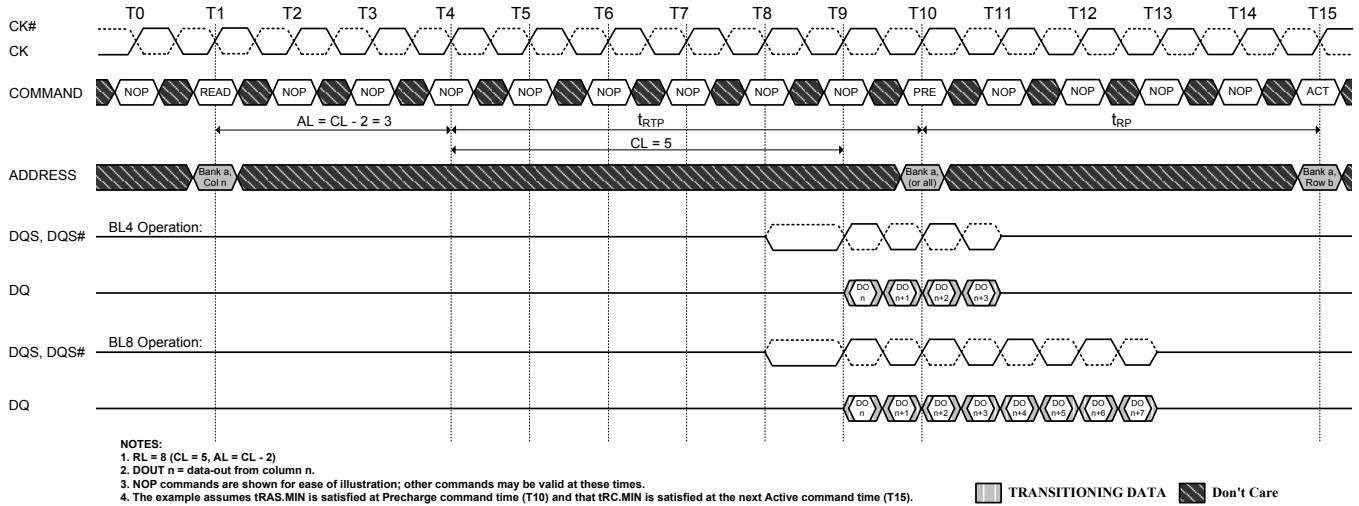 T0 T1 T2 T3 T4 T5 T6 T7 T8 T9 T10 T11 T12 T13 T14 T15
CK#
CK
COMMAND NOP READ NOP NOP NOP NOP NOP NOP NOP NOP PRE NOP NOP NOP NOP ACT
AL = CL - 2 = 3 tRTP tRP
CL = 5
ADDRESS Bank a, Col n Bank a, (or all) Bank a, Row b
BL4 Operation:
DQS, DQS#
DQ DO n DO n+1 DO n+2 DO n+3
BL8 Operation:
DQS, DQS#
DQ DO n DO n+1 DO n+2 DO n+3 DO n+4 DO n+5 DO n+6 DO n+7
NOTES:
1. RL = 8 (CL = 5, AL = CL - 2)
2. DOUT n = data-out from column n.
3. NOP commands are shown for ease of illustration; other commands may be valid at these times.
4. The example assumes tRAS.MIN is satisfied at Precharge command time (T10) and that tRC.MIN is satisfied at the next Active command time (T15).
TRANSITIONING DATA Don't Care